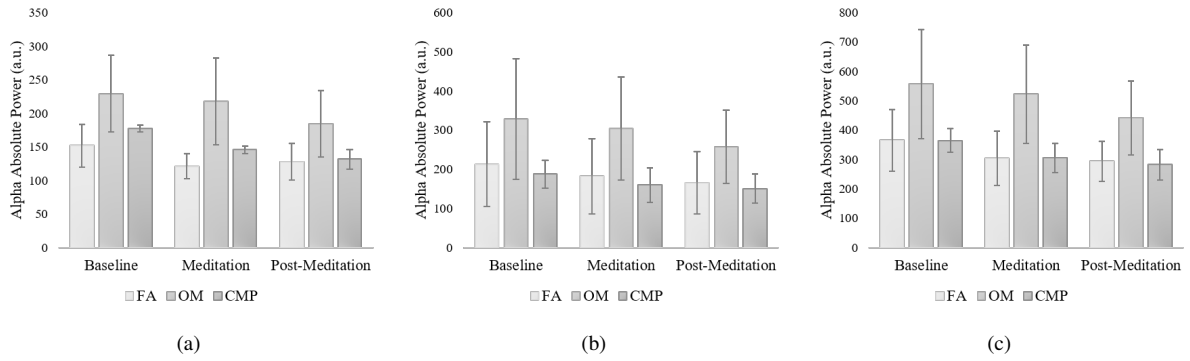 Alpha Absolute Power (a.u.)
350
300
250
200
150
100
50
0
Baseline Meditation Post-Meditation
FA OM CMP
(a)
Alpha Absolute Power (a.u.)
600
500
400
300
200
100
0
Baseline Meditation Post-Meditation
FA OM CMP
(b)
Alpha Absolute Power (a.u.)
800
700
600
500
400
300
200
100
0
Baseline Meditation Post-Meditation
FA OM CMP
(c)